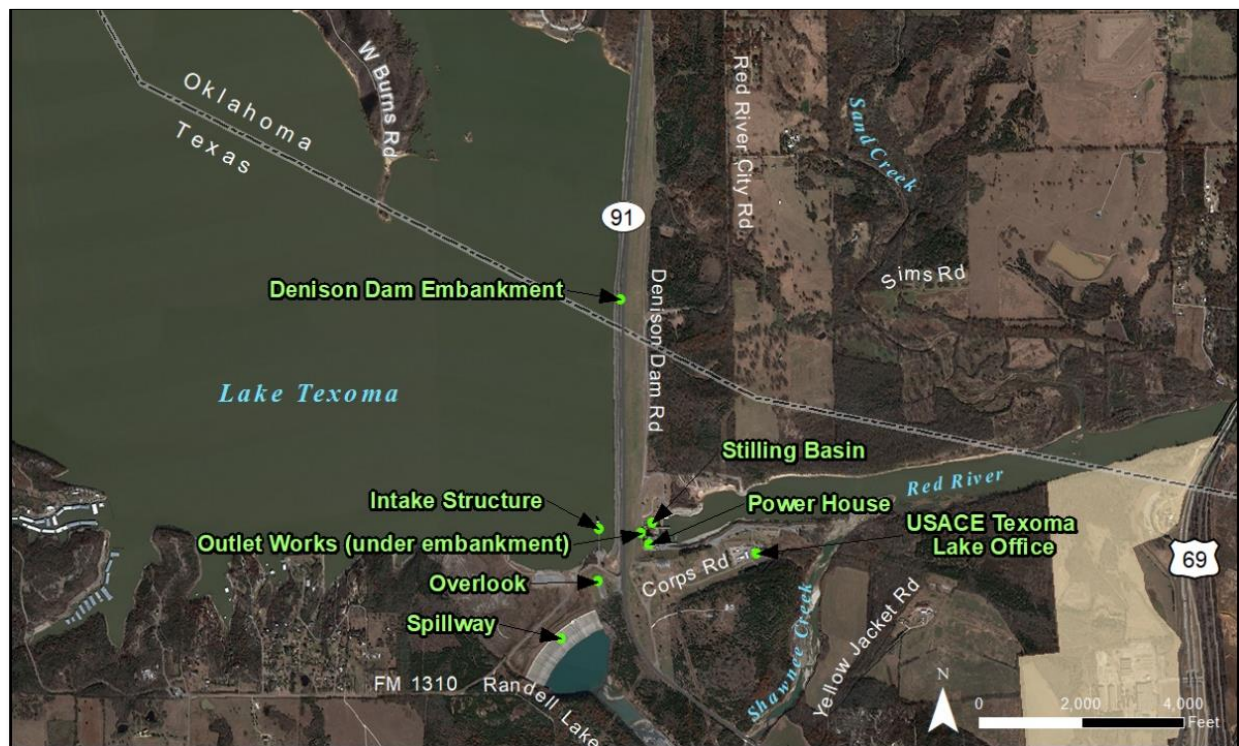 Oklahoma
Texas
W Burns Rd
Red River City Rd
Sand Creek
91
Sims Rd
Denison Dam Embankment
Denison Dam Rd
Lake Texoma
Stilling Basin
Red River
Intake Structure
Power House
Outlet Works (under embankment)
USACE Texoma
Lake Office
69
Overlook
Corps Rd
Spillway
Shawnee Creek
Yellow Jacket Rd
FM 1310
Randell Lake
N
0 2,000 4,000
Feet